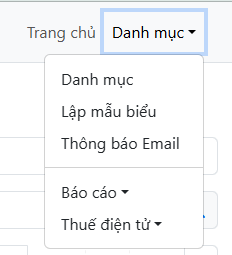 Trang chủ Danh mục
Danh mục
Lập mẫu biểu
Thông báo Email
Báo cáo
Thuế điện tử